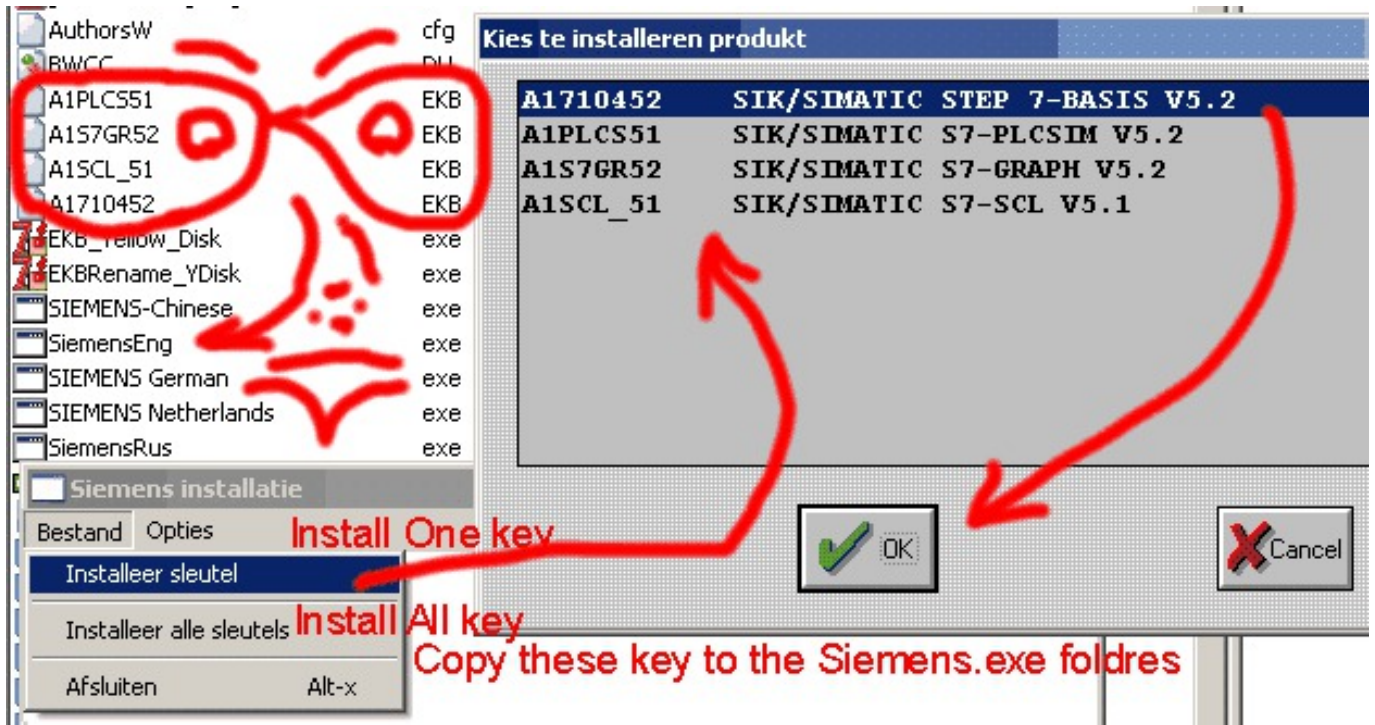 AuthorsW cfg
BWCC
A1PLCS51 EKB
A1S7GR52 EKB
A1SCL_51 EKB
A1710452 EKB
EKB_Yellow_Disk exe
EKBRename_YDisk exe
SIEMENS-Chinese exe
SiemensEng exe
SIEMENS German exe
SIEMENS Netherlands exe
SiemensRus exe
Siemens installatie
Bestand Opties
Installeer sleutel
Installeer alle sleutels
Afsluiten Alt-x
Install One key
Install All key
Copy these key to the Siemens.exe foldres
Kies te installeren produkt
A1710452 SIK/SIMATIC STEP 7-BASIS V5.2
A1PLCS51 SIK/SIMATIC S7-PLCSIM V5.2
A1S7GR52 SIK/SIMATIC S7-GRAPH V5.2
A1SCL_51 SIK/SIMATIC S7-SCL V5.1
OK
Cancel